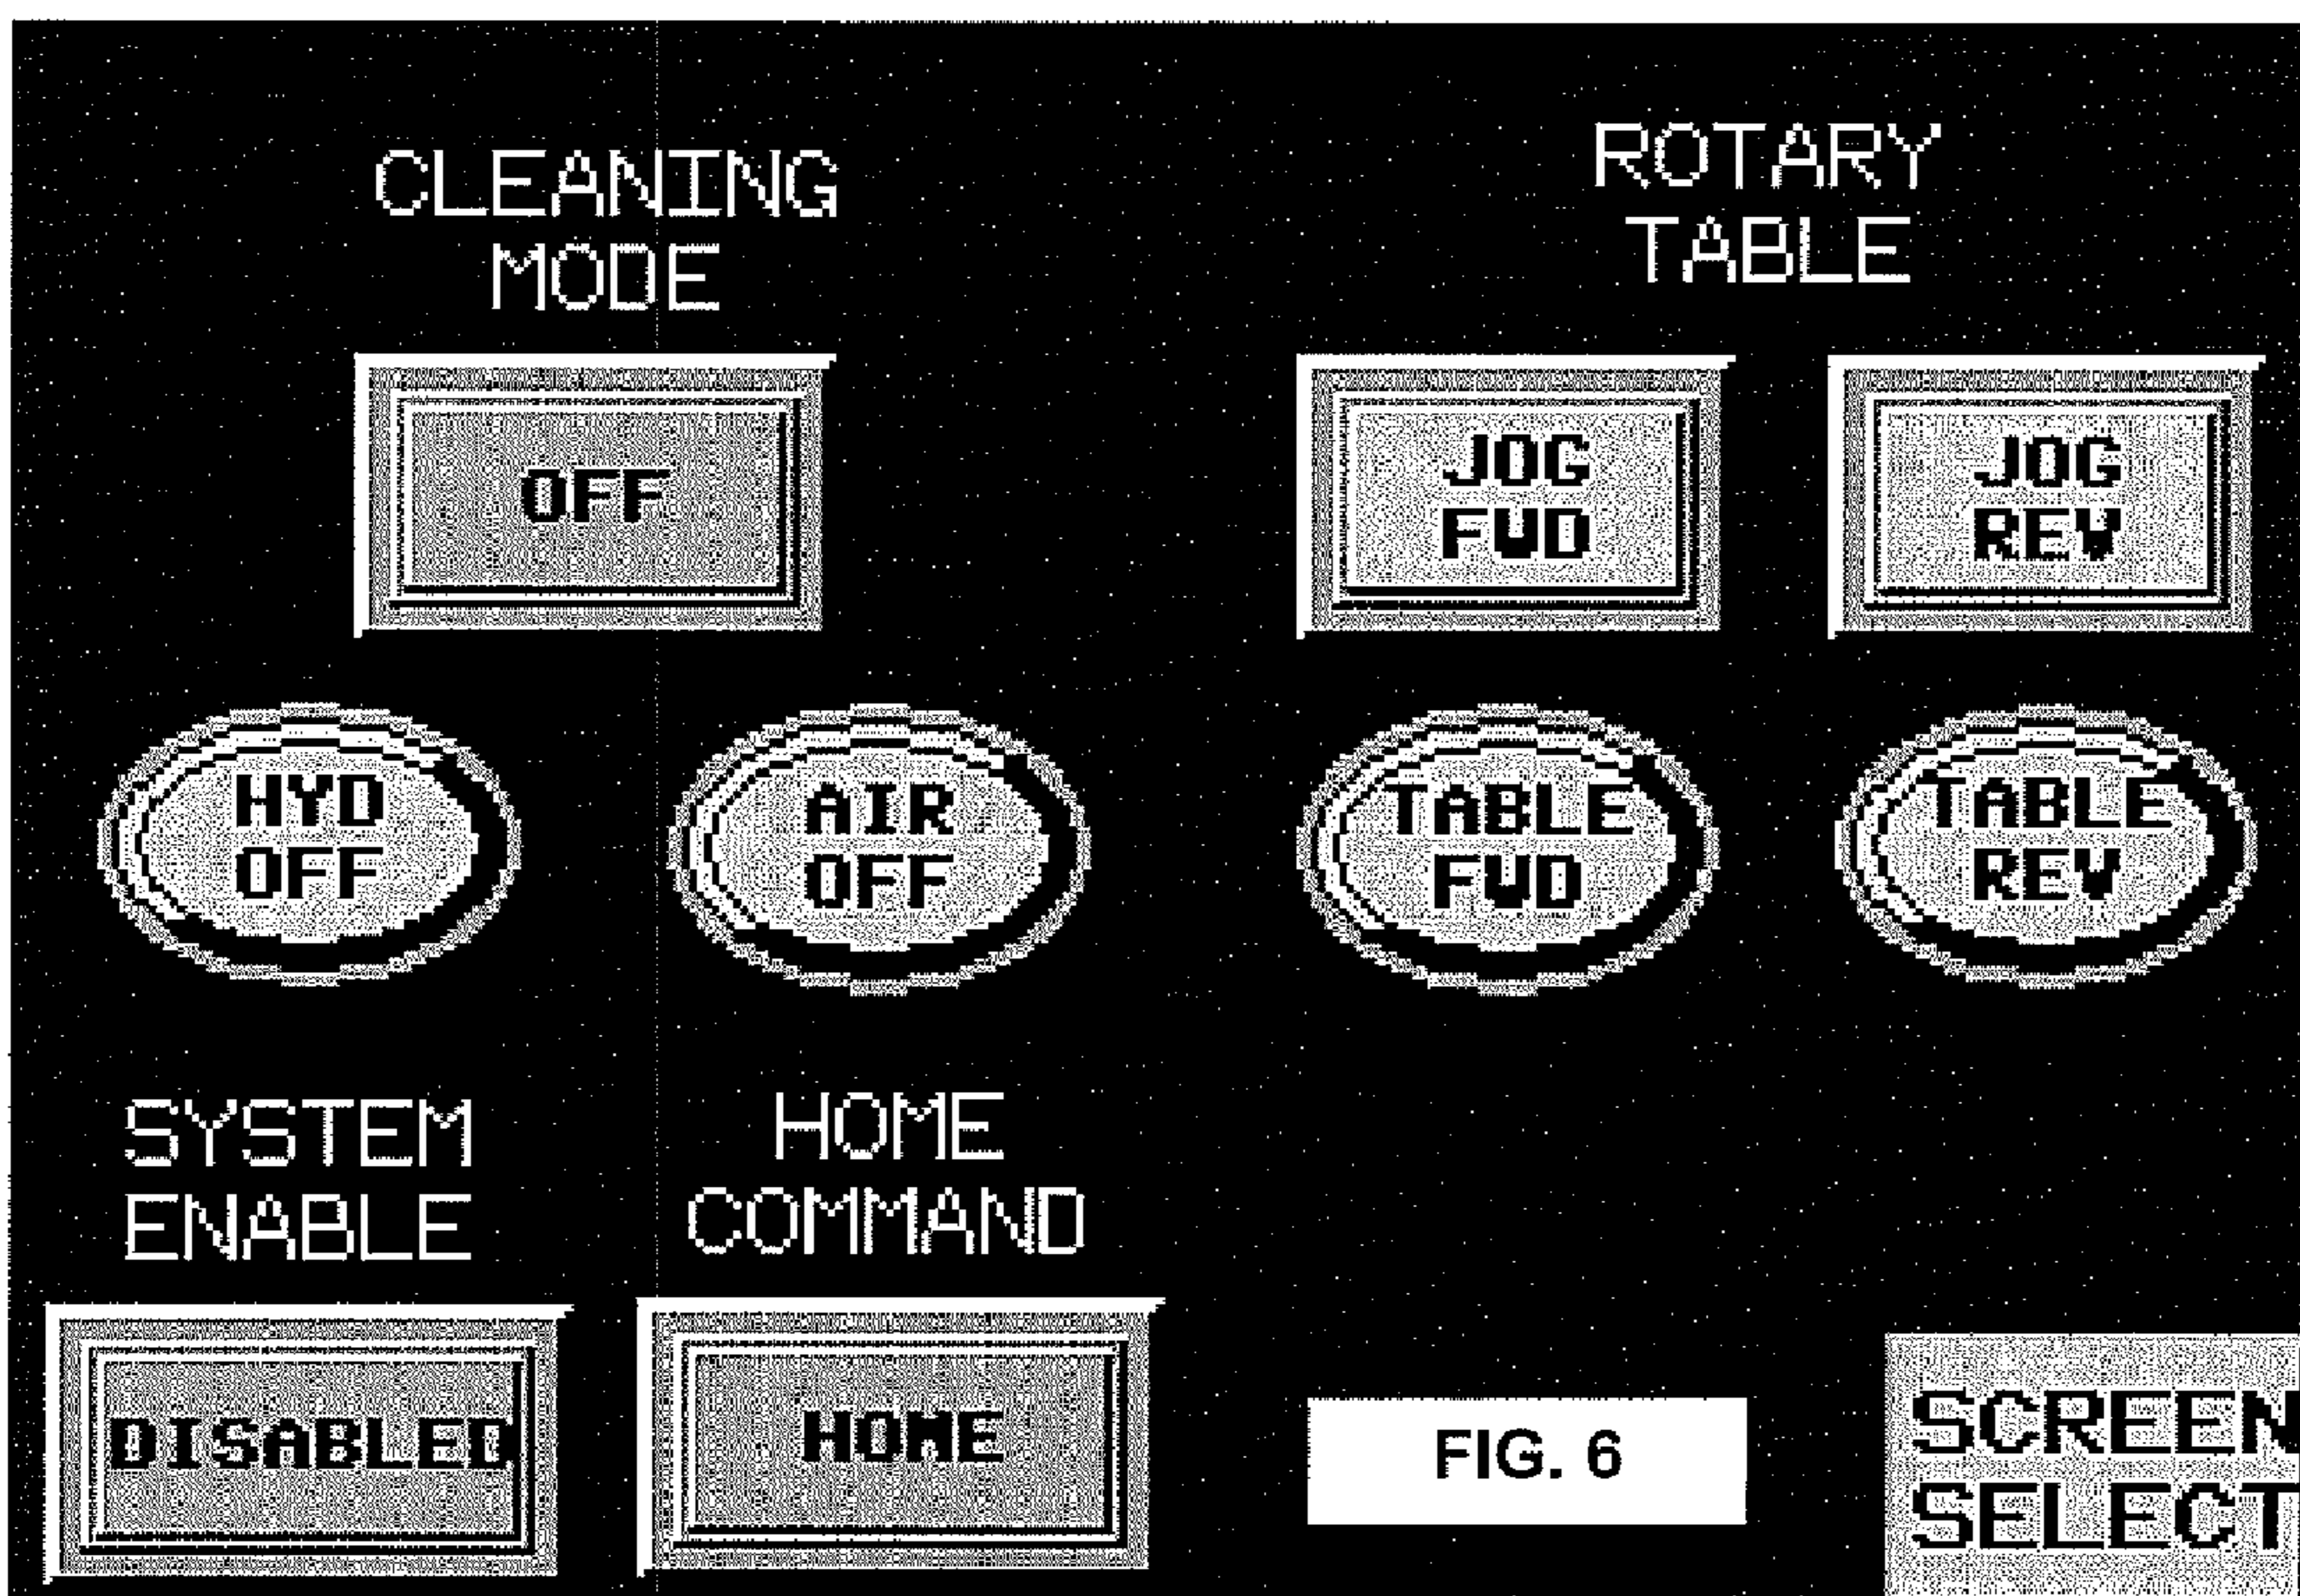 CLEANING
MODE
ROTARY
TABLE
OFF
JOG
FWD
JOG
REV
HYD
OFF
AIR
OFF
TABLE
FWD
TABLE
REV
SYSTEM
ENABLE
HOME
COMMAND
DISABLED
HOME
FIG. 6
SCREEN
SELECT